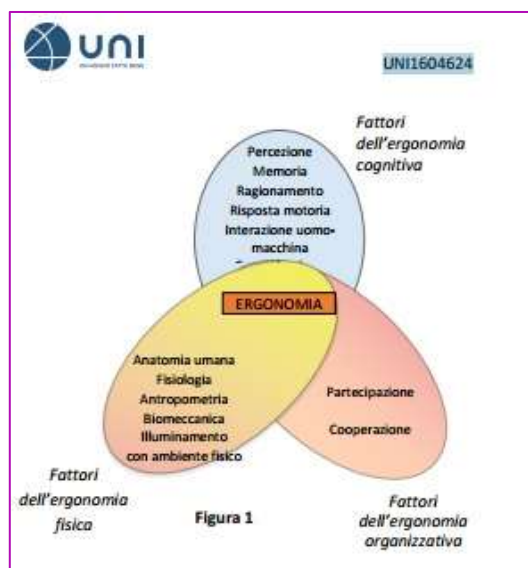 UNI
UNI1604624
Fattori
dell'ergonomia
cognitiva
Percezione
Memoria
Ragionamento
Risposta motoria
Interazione uomo-
macchina
ERGONOMIA
Anatomia umana
Fisiologia
Antropometria
Biomeccanica
Illuminamento
con ambiente fisico
Partecipazione
Cooperazione
Fattori
dell'ergonomia
fisica
Figura 1
Fattori
dell'ergonomia
organizzativa